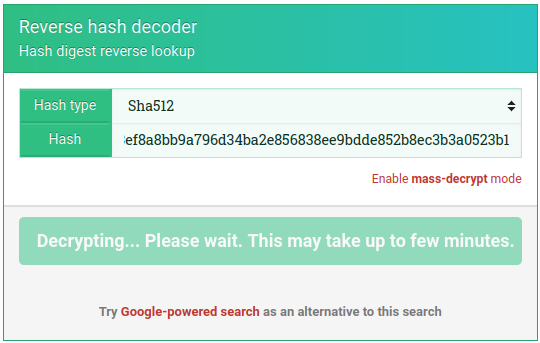 Reverse hash decoder
Hash digest reverse lookup
Hash type Sha512
Hash ef8a8bb9a796d34ba2e856838ee9bdde852b8ec3b3a0523b1
Enable mass-decrypt mode
Decrypting... Please wait. This may take up to few minutes.
Try Google-powered search as an alternative to this search